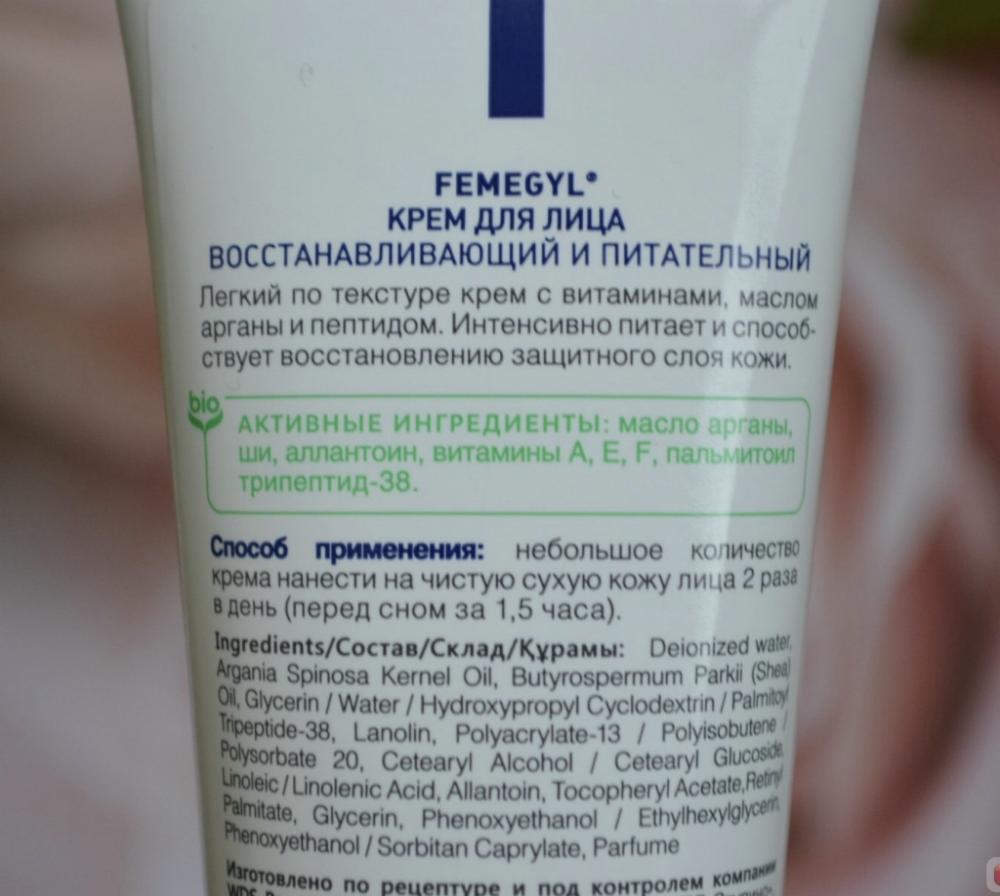 FEMEGYL®
КРЕМ ДЛЯ ЛИЦА
ВОССТАНАВЛИВАЮЩИЙ И ПИТАТЕЛЬНЫЙ
Легкий по текстуре крем с витаминами, маслом
арганы и пептидом. Интенсивно питает и способ-
ствует восстановлению защитного слоя кожи.
bio
АКТИВНЫЕ ИНГРЕДИЕНТЫ: масло арганы,
ши, аллантоин, витамины А, Е, F, пальмитоил
трипептид-38.
Способ применения: небольшое количество
крема нанести на чистую сухую кожу лица 2 раза
в день (перед сном за 1,5 часа).
Ingredients/Состав/Склад/Құрамы: Deionized water,
Argania Spinosa Kernel Oil, Butyrospermum Parkii (Shea)
Oil, Glycerin / Water / Hydroxypropyl Cyclodextrin / Palmitoyl
Tripeptide-38, Lanolin, Polyacrylate-13 / Polyisobutene /
Polysorbate 20, Cetearyl Alcohol / Cetearyl Glucoside,
Linoleic / Linolenic Acid, Allantoin, Tocopheryl Acetate, Retinyl
Palmitate, Glycerin, Phenoxyethanol / Ethylhexylglycerin,
Phenoxyethanol / Sorbitan Caprylate, Parfume
Изготовлено по рецептуре и под контролем компании